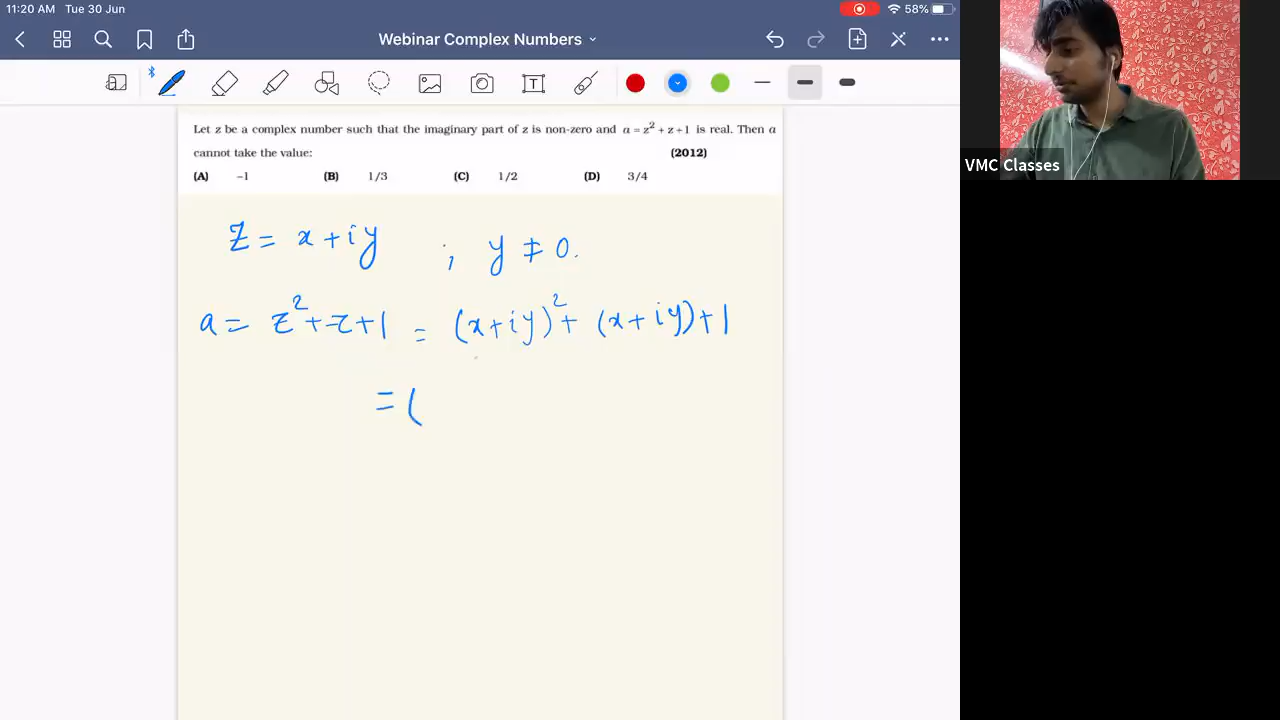 11:20 AM Tue 30 Jun
58%
Webinar Complex Numbers
T
VMC Classes
Let z be a complex number such that the imaginary part of z is non-zero and a = z² + z + 1 is real. Then a
cannot take the value: (2012)
(A) −1 (B) 1/3 (C) 1/2 (D) 3/4
z = x + iy ; y ≠ 0.
a = z² + z + 1 = (x + iy)² + (x + iy) + 1
= (